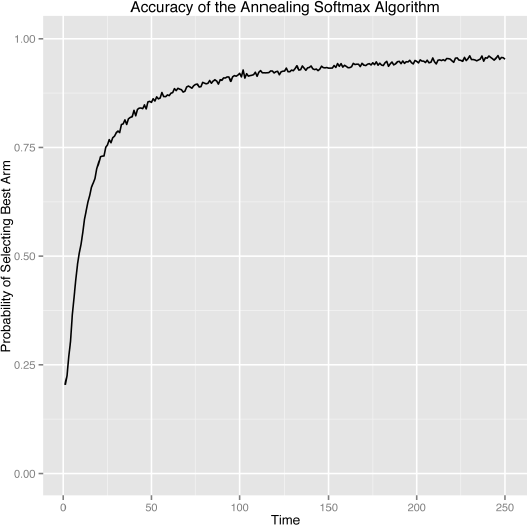 Accuracy of the Annealing Softmax Algorithm
Probability of Selecting Best Arm
1.00
0.75
0.50
0.25
0.00
0 50 100 150 200 250
Time